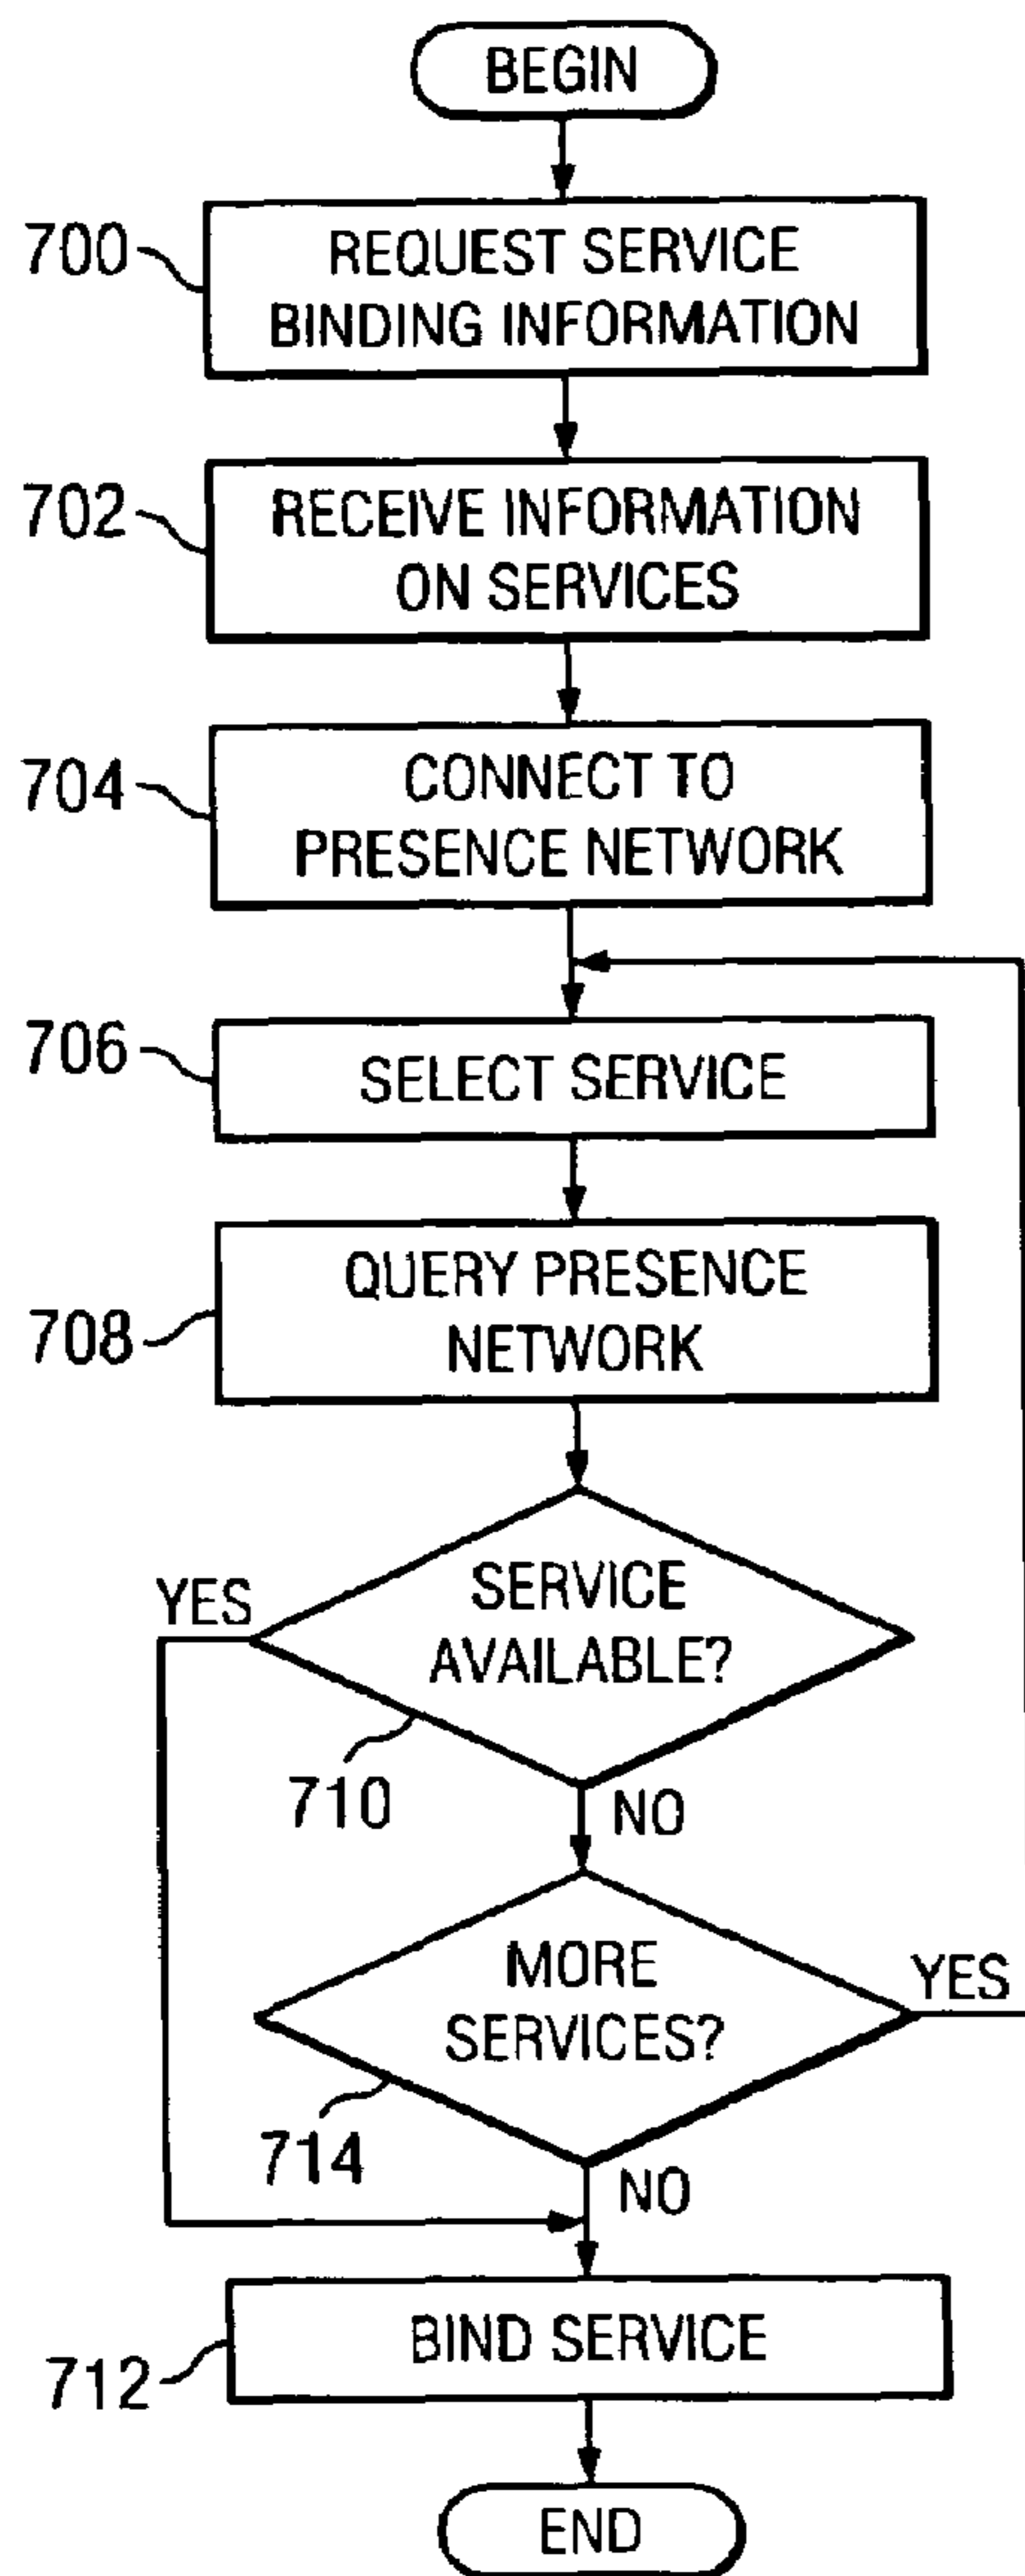 BEGIN
700
REQUEST SERVICE
BINDING INFORMATION
702
RECEIVE INFORMATION
ON SERVICES
704
CONNECT TO
PRESENCE NETWORK
706
SELECT SERVICE
708
QUERY PRESENCE
NETWORK
YES
SERVICE
AVAILABLE?
710
NO
MORE
SERVICES?
YES
714
NO
712
BIND SERVICE
END